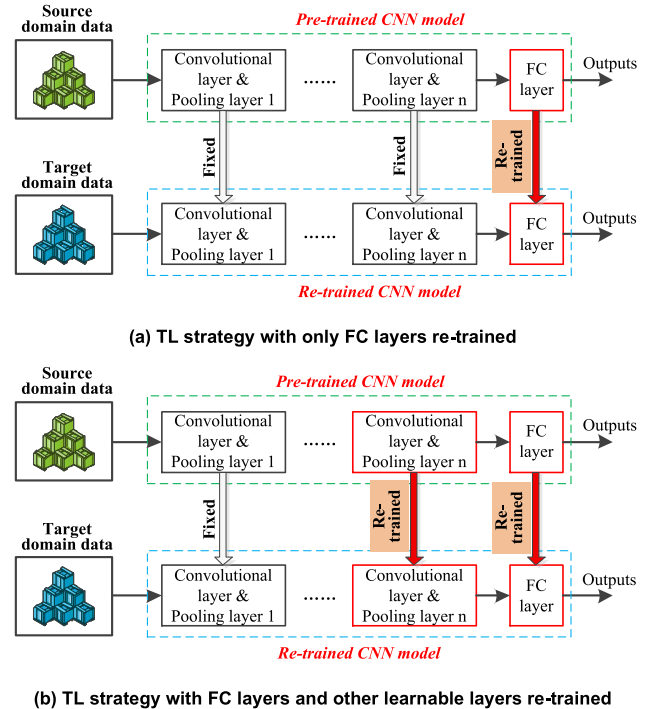 Source
domain data
Pre-trained CNN model
Convolutional
layer &
Pooling layer 1
......
Convolutional
layer &
Pooling layer n
FC
layer
Outputs
Fixed
Fixed
Re-
trained
Target
domain data
Convolutional
layer &
Pooling layer 1
......
Convolutional
layer &
Pooling layer n
FC
layer
Outputs
Re-trained CNN model
(a) TL strategy with only FC layers re-trained
Source
domain data
Pre-trained CNN model
Convolutional
layer &
Pooling layer 1
......
Convolutional
layer &
Pooling layer n
FC
layer
Outputs
Fixed
Re-
trained
Re-
trained
Target
domain data
Convolutional
layer &
Pooling layer 1
......
Convolutional
layer &
Pooling layer n
FC
layer
Outputs
Re-trained CNN model
(b) TL strategy with FC layers and other learnable layers re-trained